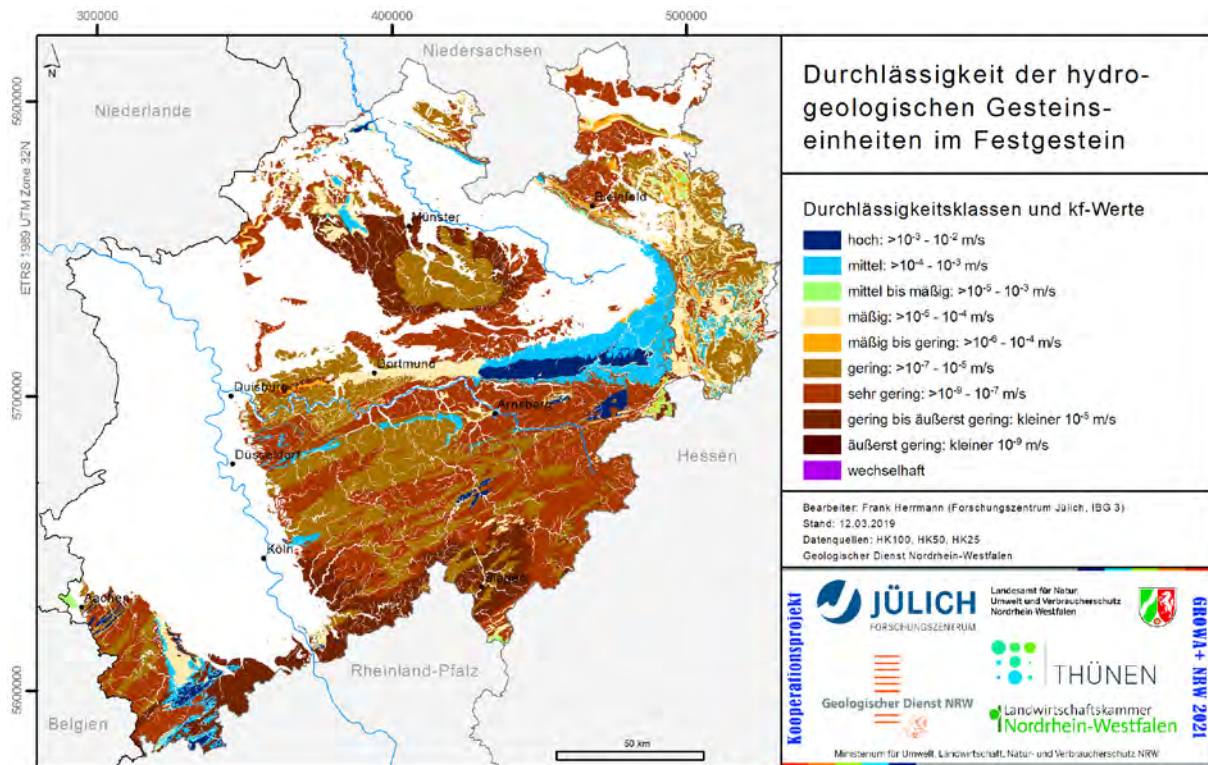 300000
400000
500000
5800000
5700000
5600000
ETRS 1989 UTM Zone 32N
N
Niedersachsen
Niederlande
Bielefeld
Münster
Dortmund
Duisburg
Arnsberg
Düsseldorf
Hessen
Köln
Siegen
Aachen
Rheinland-Pfalz
Belgien
50 km
Durchlässigkeit der hydro-
geologischen Gesteins-
einheiten im Festgestein
Durchlässigkeitsklassen und kf-Werte
hoch: >10⁻³ - 10⁻² m/s
mittel: >10⁻⁴ - 10⁻³ m/s
mittel bis mäßig: >10⁻⁵ - 10⁻³ m/s
mäßig: >10⁻⁵ - 10⁻⁴ m/s
mäßig bis gering: >10⁻⁶ - 10⁻⁴ m/s
gering: >10⁻⁷ - 10⁻⁵ m/s
sehr gering: >10⁻⁹ - 10⁻⁷ m/s
gering bis äußerst gering: kleiner 10⁻⁵ m/s
äußerst gering: kleiner 10⁻⁹ m/s
wechselhaft
Bearbeiter: Frank Herrmann (Forschungszentrum Jülich, IBG 3)
Stand: 12.03.2019
Datenquellen: HK100, HK50, HK25
Geologischer Dienst Nordrhein-Westfalen
Kooperationsprojekt
JÜLICH
FORSCHUNGSZENTRUM
Landesamt für Natur,
Umwelt und Verbraucherschutz
Nordrhein-Westfalen
THÜNEN
Geologischer Dienst NRW
Landwirtschaftskammer
Nordrhein-Westfalen
GROWA+ NRW 2021
Ministerium für Umwelt, Landwirtschaft, Natur- und Verbraucherschutz NRW